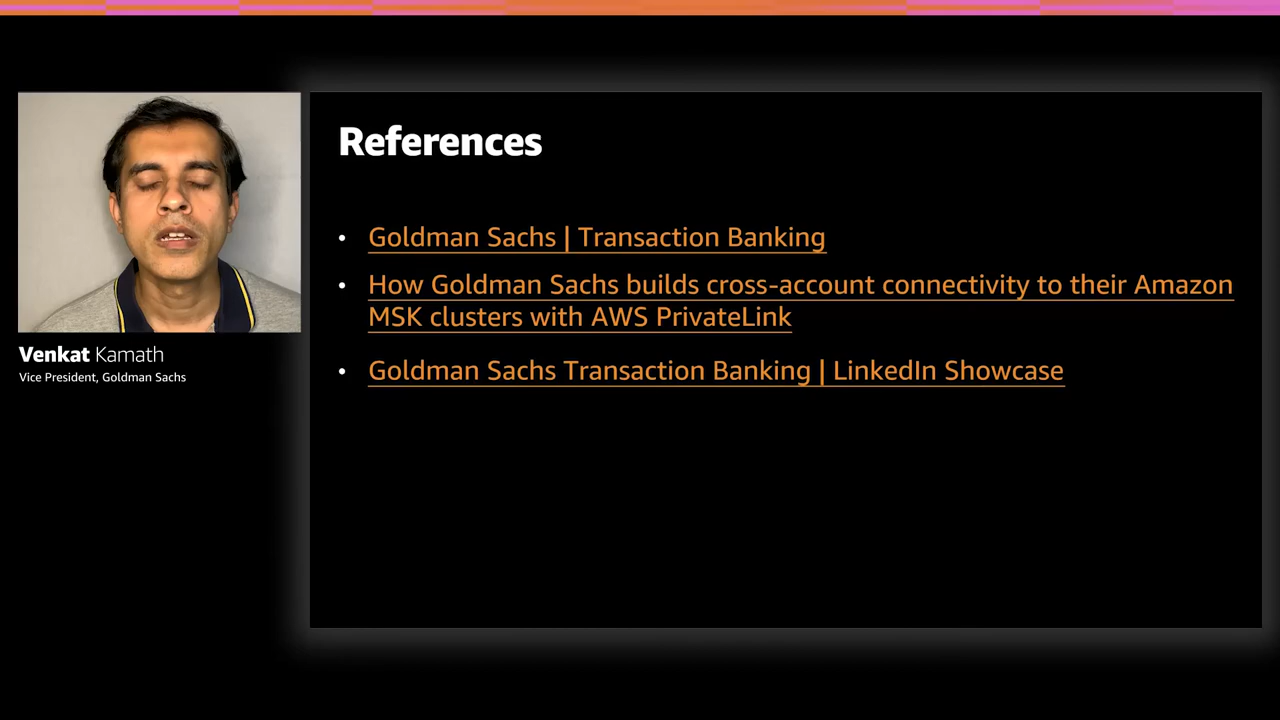 References
Venkat Kamath
Vice President, Goldman Sachs
• Goldman Sachs | Transaction Banking
• How Goldman Sachs builds cross-account connectivity to their Amazon
MSK clusters with AWS PrivateLink
• Goldman Sachs Transaction Banking | LinkedIn Showcase